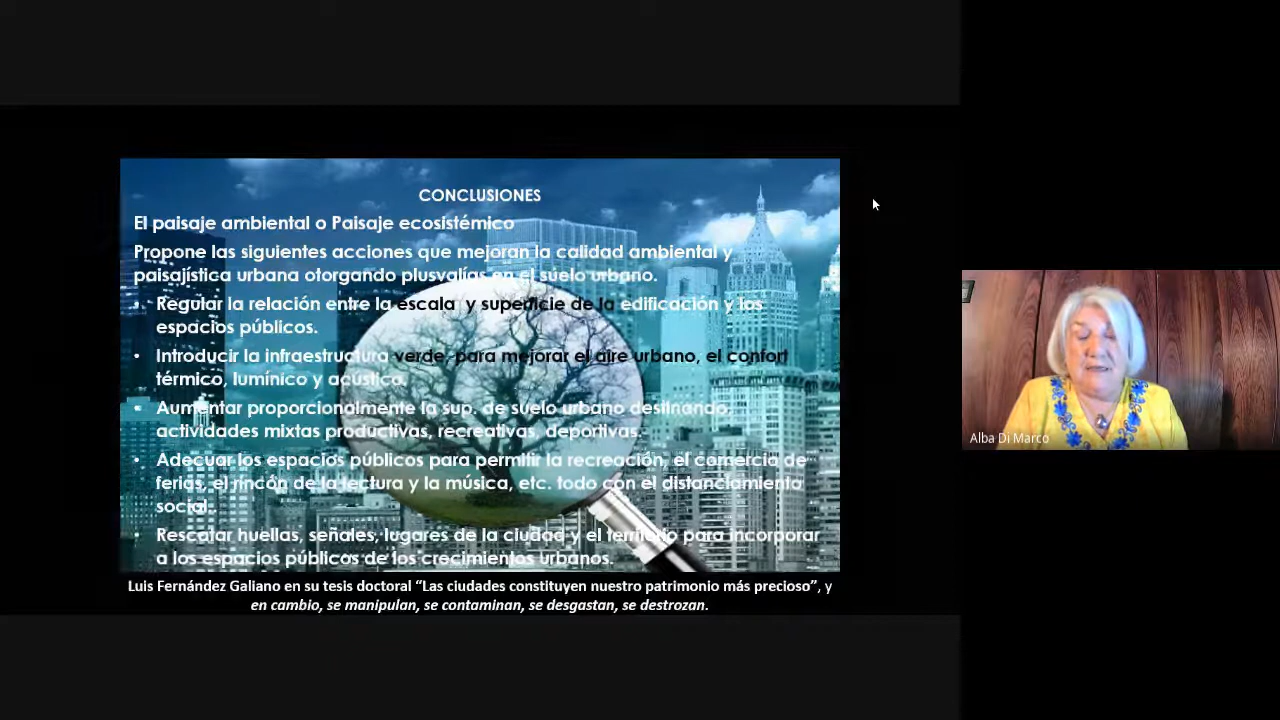 CONCLUSIONES
El paisaje ambiental o Paisaje ecosistémico
Propone las siguientes acciones que mejoran la calidad ambiental y
paisajística urbana otorgando plusvalías en el suelo urbano.
• Regular la relación entre la escala y superficie de la edificación y los
espacios públicos.
• Introducir la infraestructura verde, para mejorar el aire urbano, el confort
térmico, lumínico y acústico.
• Aumentar proporcionalmente la sup. de suelo urbano destinando,
actividades mixtas productivas, recreativas, deportivas.
• Adecuar los espacios públicos para permitir la recreación, el comercio de
ferias, el rincón de la lectura y la música, etc. todo con el distanciamiento
social.
• Rescatar huellas, señales, lugares de la ciudad y el territorio para incorporar
a los espacios públicos de los crecimientos urbanos.
Luis Fernández Galiano en su tesis doctoral “Las ciudades constituyen nuestro patrimonio más precioso”, y
en cambio, se manipulan, se contaminan, se desgastan, se destrozan.
Alba Di Marco